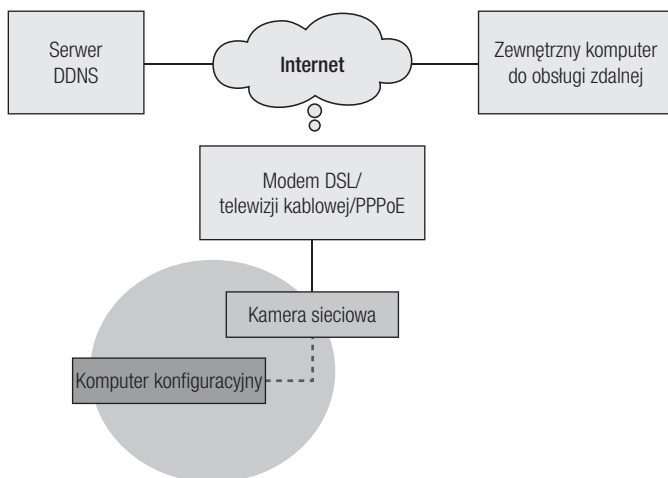 Serwer
DDNS
Internet
Zewnętrzny komputer
do obsługi zdalnej
Modem DSL/
telewizji kablowej/PPPoE
Kamera sieciowa
Komputer konfiguracyjny